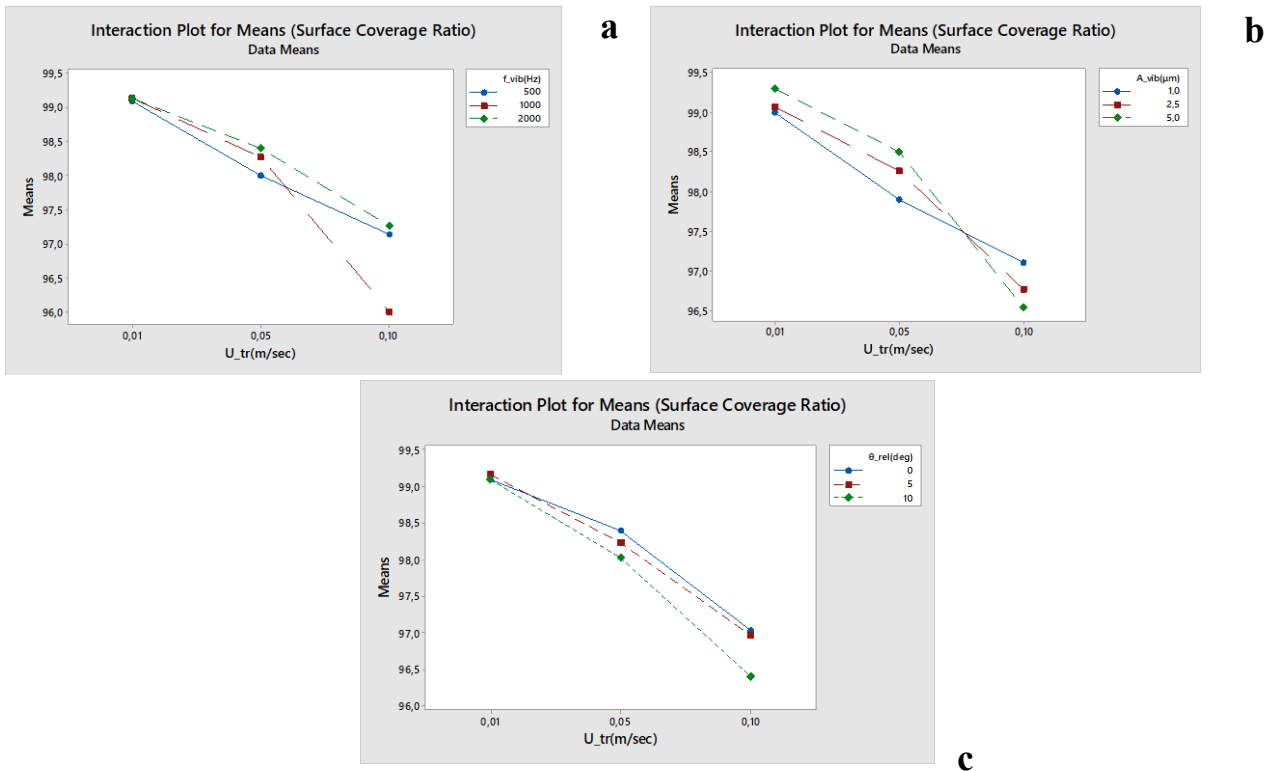 Interaction Plot for Means (Surface Coverage Ratio)
Data Means
a
f_vib(Hz)
500
1000
2000
Means
99,5
99,0
98,5
98,0
97,5
97,0
96,5
96,0
0,01 0,05 0,10
U_tr(m/sec)
Interaction Plot for Means (Surface Coverage Ratio)
Data Means
b
A_vib(μm)
1,0
2,5
5,0
Means
99,5
99,0
98,5
98,0
97,5
97,0
96,5
0,01 0,05 0,10
U_tr(m/sec)
Interaction Plot for Means (Surface Coverage Ratio)
Data Means
θ_rel(deg)
0
5
10
Means
99,5
99,0
98,5
98,0
97,5
97,0
96,5
96,0
0,01 0,05 0,10
U_tr(m/sec)
c